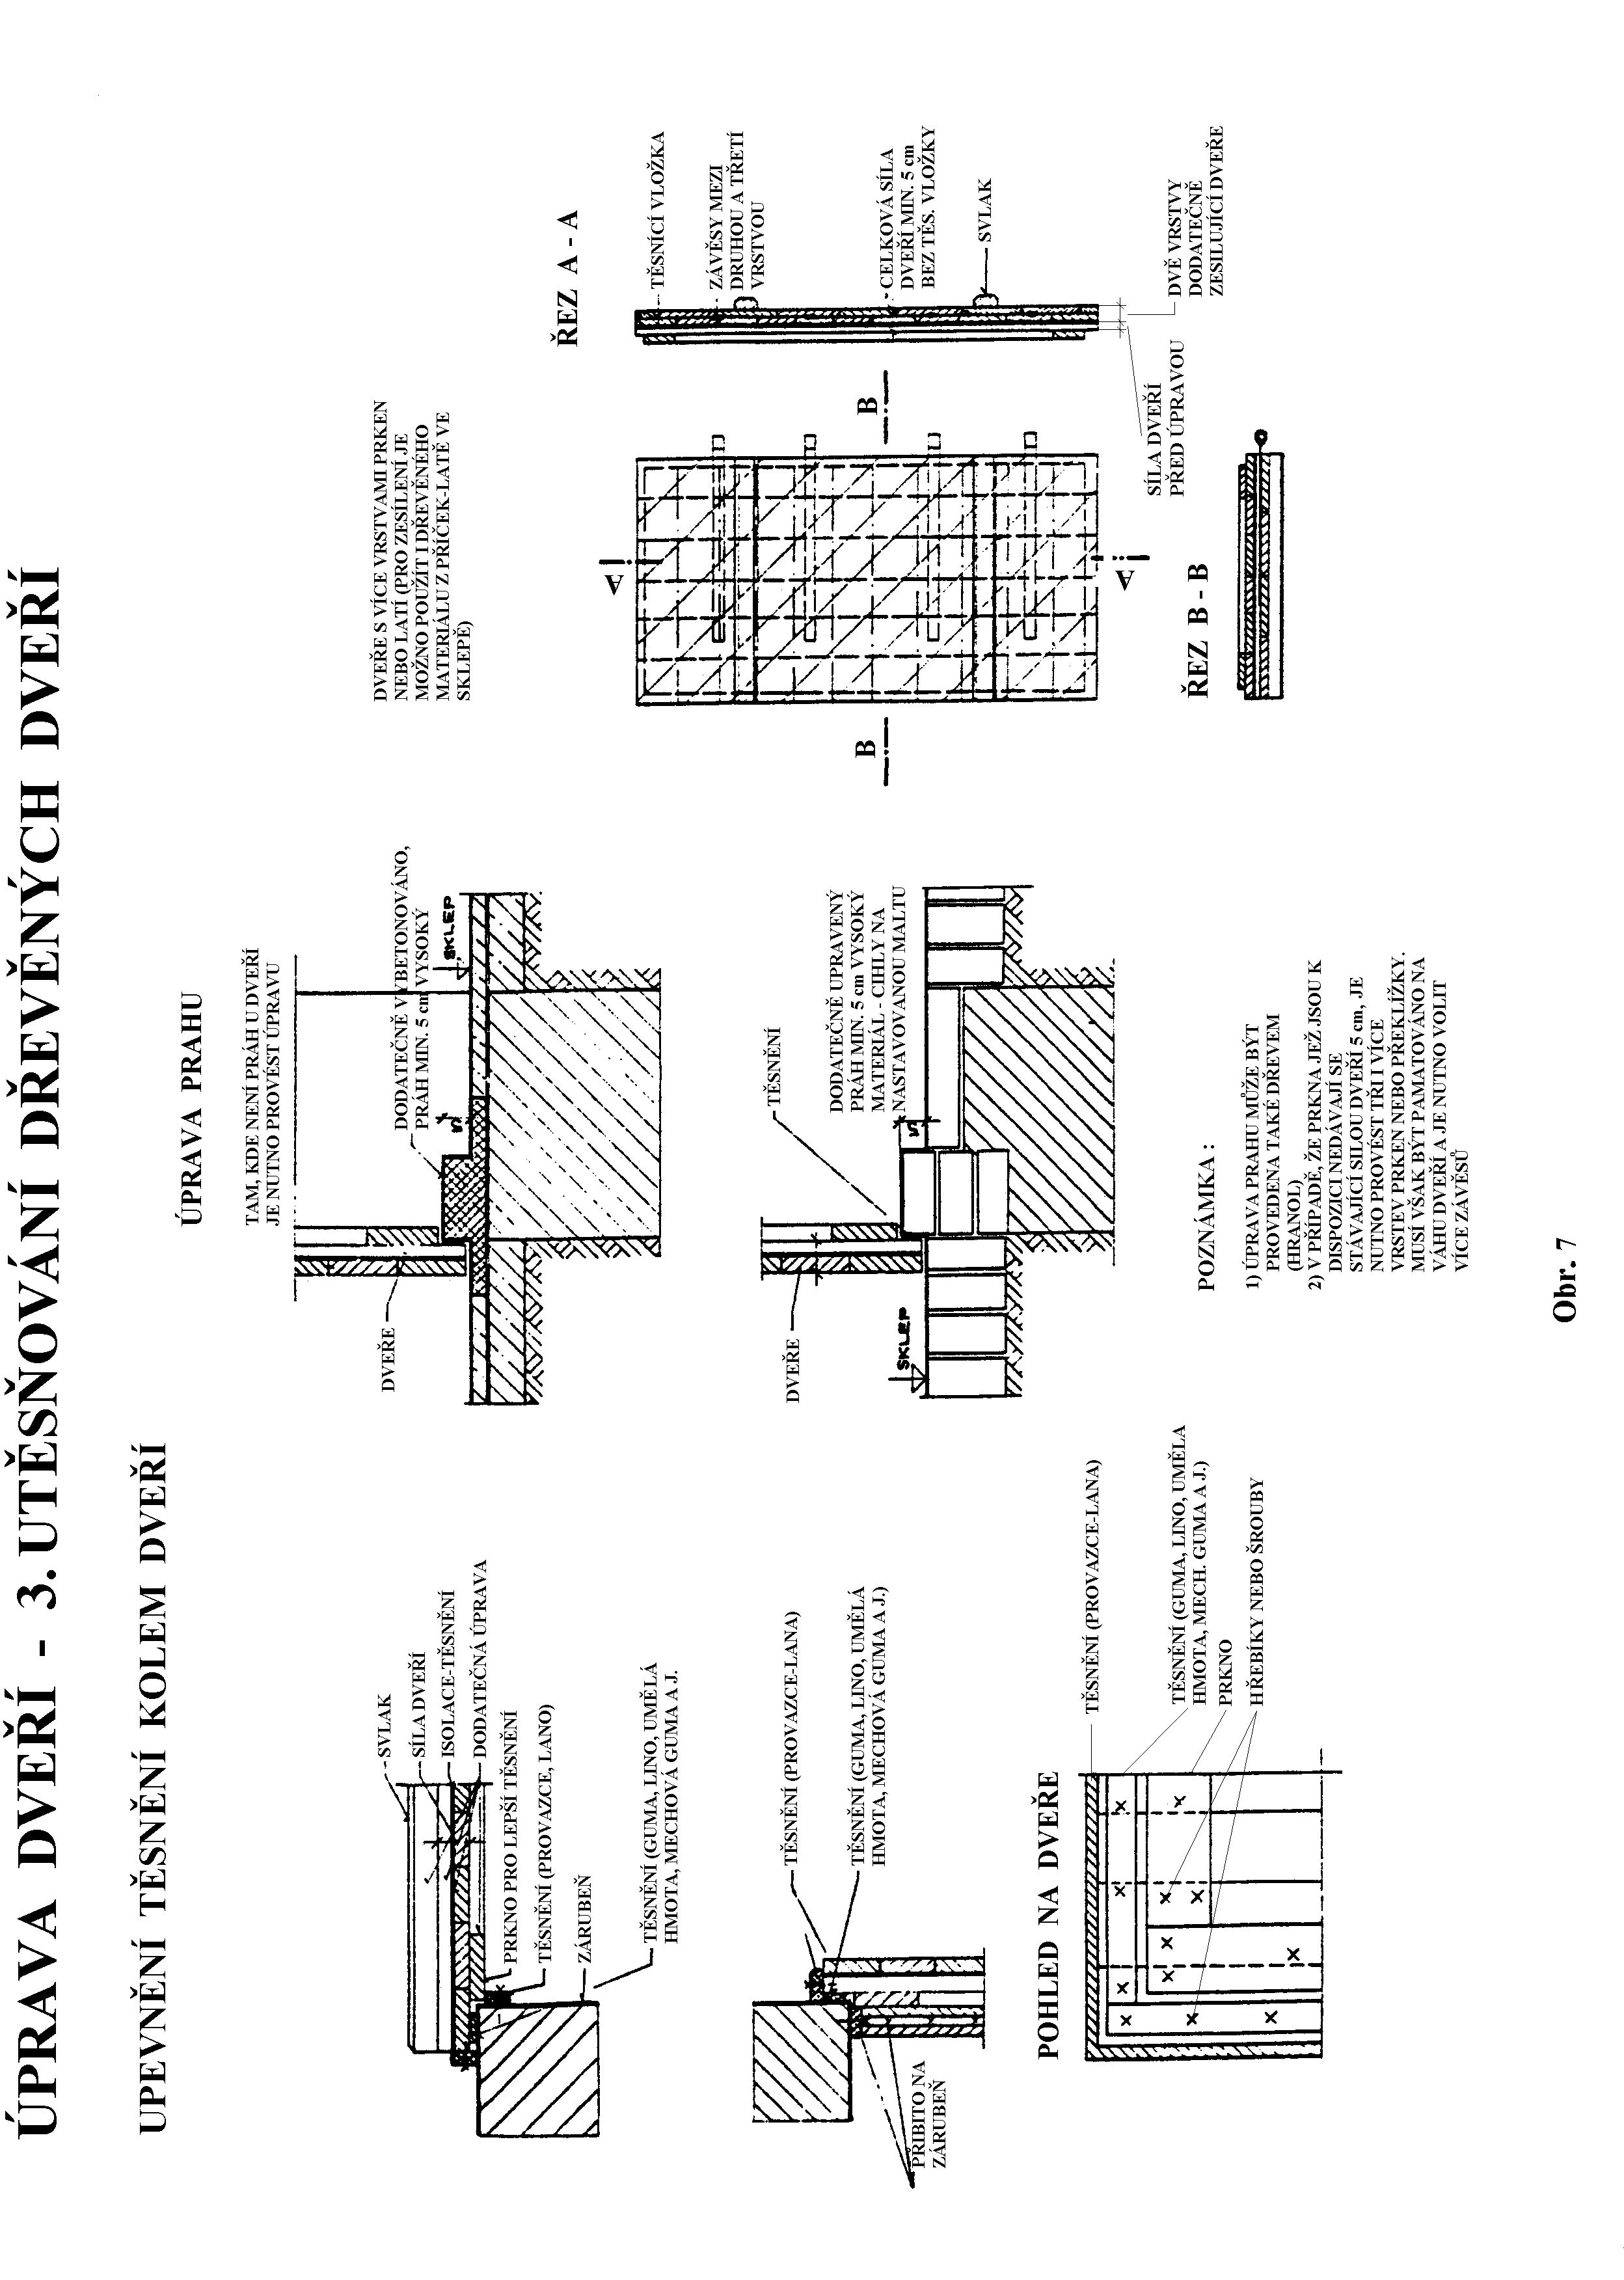 ÚPRAVA DVEŘÍ - 3. UTĚSŇOVÁNÍ DŘEVĚNÝCH DVEŘÍ
UPEVNĚNÍ TĚSNĚNÍ KOLEM DVEŘÍ
SVLAK
SÍLA DVEŘÍ
ISOLACE-TĚSNĚNÍ
DODATEČNÁ ÚPRAVA
PRKNO PRO LEPŠÍ TĚSNĚNÍ
TĚSNĚNÍ (PROVAZCE, LANO)
ZÁRUBEŇ
TĚSNĚNÍ (GUMA, LINO, UMĚLÁ
HMOTA, MECHOVÁ GUMA A J.
TĚSNĚNÍ (PROVAZCE-LANA)
TĚSNĚNÍ (GUMA, LINO, UMĚLÁ
HMOTA, MECHOVÁ GUMA A J.)
PŘIBITO NA
ZÁRUBEŇ
POHLED NA DVEŘE
TĚSNĚNÍ (PROVAZCE-LANA)
TĚSNĚNÍ (GUMA, LINO, UMĚLA
HMOTA, MECH. GUMA A J.)
PRKNO
HŘEBÍKY NEBO ŠROUBY
ÚPRAVA PRAHU
TAM, KDE NENÍ PRÁH U DVEŘÍ
JE NUTNO PROVÉST ÚPRAVU
DODATEČNĚ VYBETONOVÁNO,
PRÁH MIN. 5 cm VYSOKÝ
5
SKLEP
DVEŘE
TĚSNĚNÍ
DODATEČNĚ UPRAVENÝ
PRÁH MIN. 5 cm VYSOKÝ
MATERIÁL - CIHLY NA
NASTAVOVANOU MALTU
5
DVEŘE
SKLEP
POZNÁMKA :
1) ÚPRAVA PRAHU MŮŽE BÝT
PROVEDENA TAKÉ DŘEVEM
(HRANOL)
2) V PŘÍPADĚ, ŽE PRKNA JEŽ JSOU K
DISPOZICI NEDÁVAJÍ SE
STÁVAJÍCÍ SILOU DVEŘÍ 5 cm, JE
NUTNO PROVÉST TŘI I VÍCE
VRSTEV PRKEN NEBO PŘEKLÍŽKY.
MUSÍ VŠAK BÝT PAMATOVÁNO NA
VÁHU DVEŘÍ A JE NUTNO VOLIT
VÍCE ZÁVĚSŮ
DVEŘE S VÍCE VRSTVAMI PRKEN
NEBO LATÍ (PRO ZESÍLENÍ JE
MOŽNO POUŽÍT I DŘEVĚNÉHO
MATERIÁLU Z PŘÍČEK-LATĚ VE
SKLEPĚ)
A
A
B
B
ŘEZ A - A
TĚSNÍCÍ VLOŽKA
ZÁVĚSY MEZI
DRUHOU A TŘETÍ
VRSTVOU
CELKOVÁ SÍLA
DVEŘÍ MIN. 5 cm
BEZ TĚS. VLOŽKY
SVLAK
SÍLA DVEŘÍ
PŘED ÚPRAVOU
DVĚ VRSTVY
DODATEČNĚ
ZESILUJÍCÍ DVEŘE
ŘEZ B - B
Obr. 7